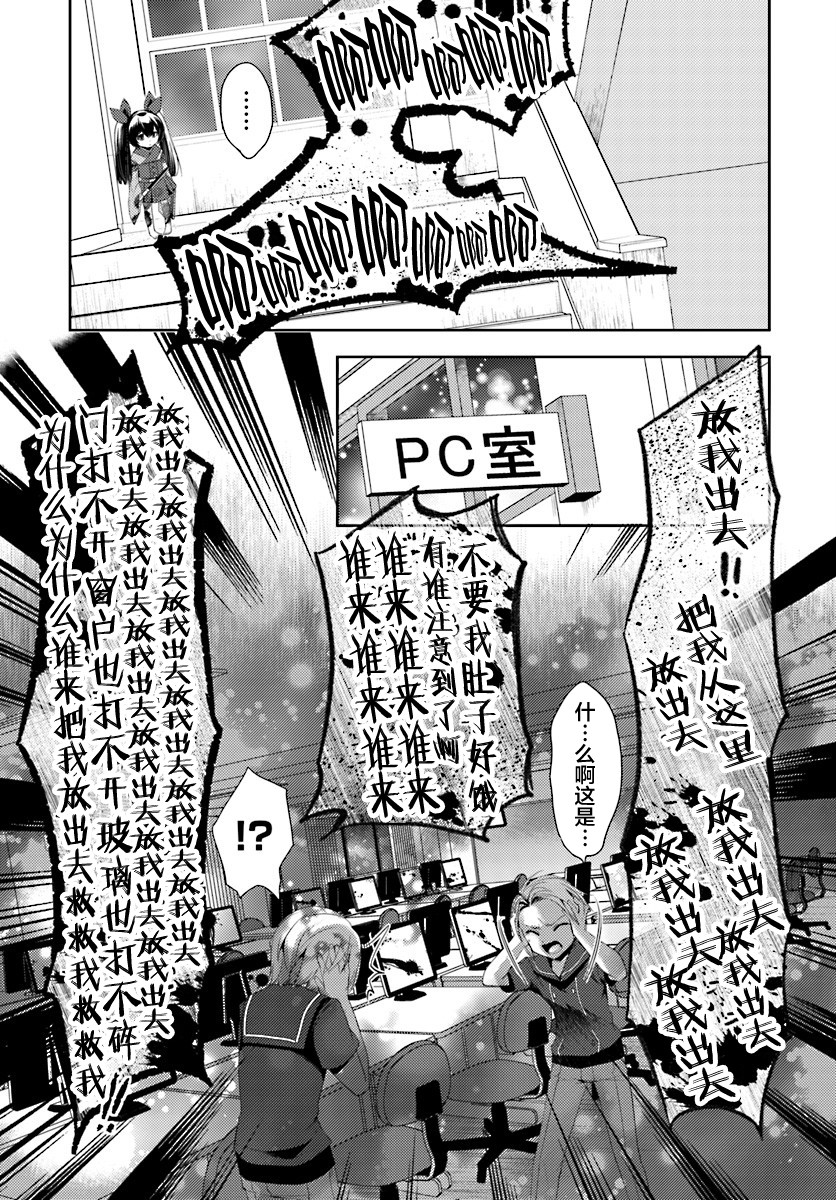 ……
啊啊啊啊啊啊
啊啊啊啊啊啊啊
PC室
放我出去!!
把我从这里
放出去
放我出去
放我出去
放我出去
放我出去
不要我肚子好饿
有谁注意到了啊
谁来谁来谁来
谁来谁来谁来
什…么啊这是…
!?
放我出去放我出去放我出去放我出去
放我出去放我出去放我出去放我出去
放我出去放我出去放我出去放我出去
门打不开窗户也打不开玻璃也打不碎
为什么为什么谁来把我放出去救救我救救我!!